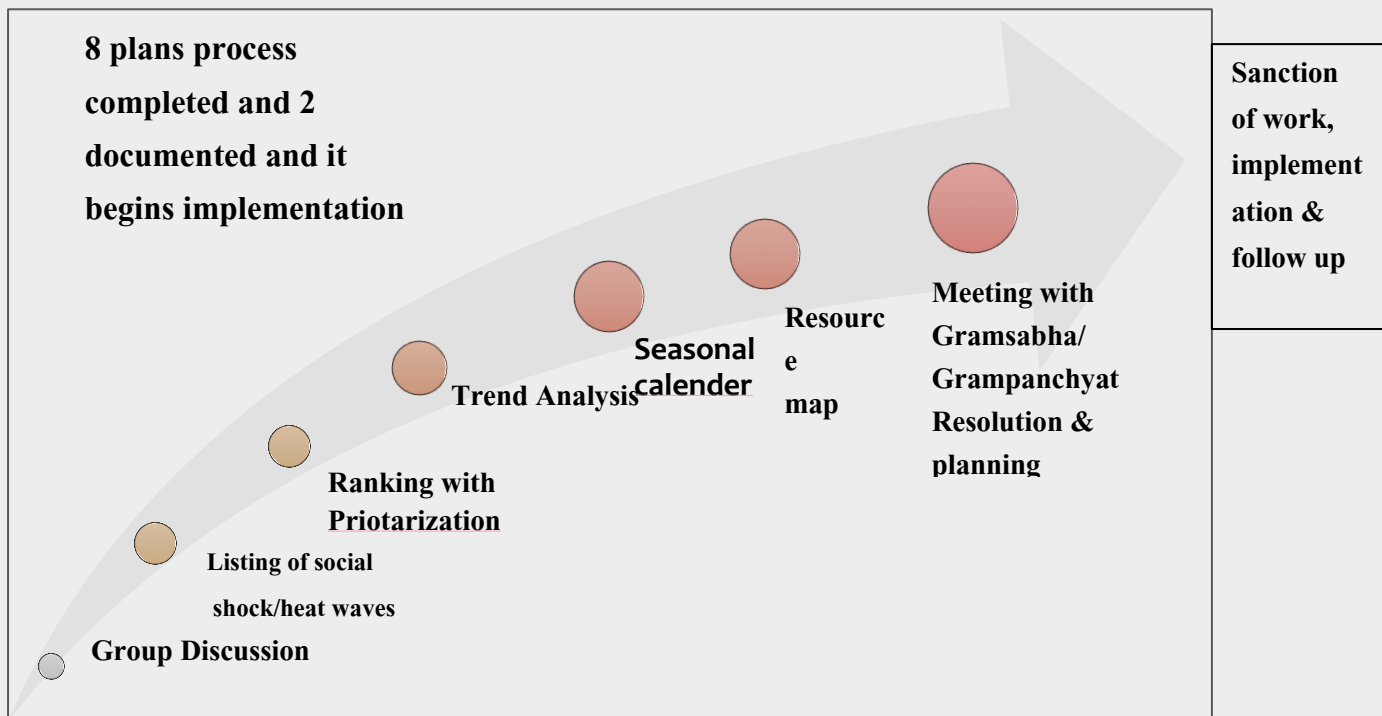 8 plans process
completed and 2
documented and it
begins implementation
Sanction
of work,
implement
ation &
follow up
Meeting with
Gramsabha/
Grampanchyat
Resolution &
planning
Resourc
e
map
Seasonal
calender
Trend Analysis
Ranking with
Priotarization
Listing of social
shock/heat waves
Group Discussion